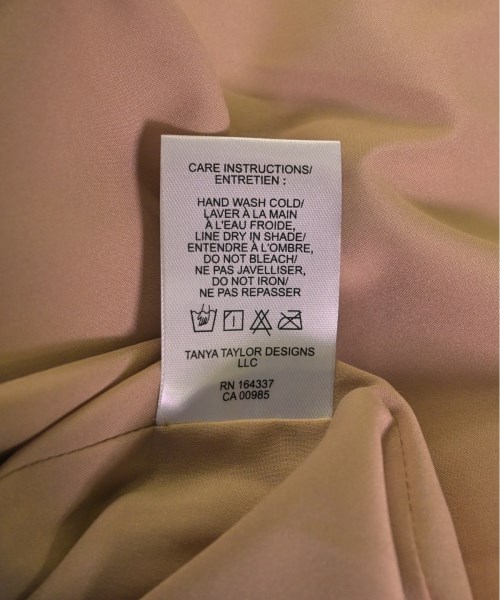 CARE INSTRUCTIONS/
ENTRETIEN :
HAND WASH COLD/
LAVER À LA MAIN
À L'EAU FROIDE,
LINE DRY IN SHADE/
ENTENDRE À L'OMBRE,
DO NOT BLEACH/
NE PAS JAVELLISER,
DO NOT IRON/
NE PAS REPASSER
TANYA TAYLOR DESIGNS
LLC
RN 164337
CA 00985